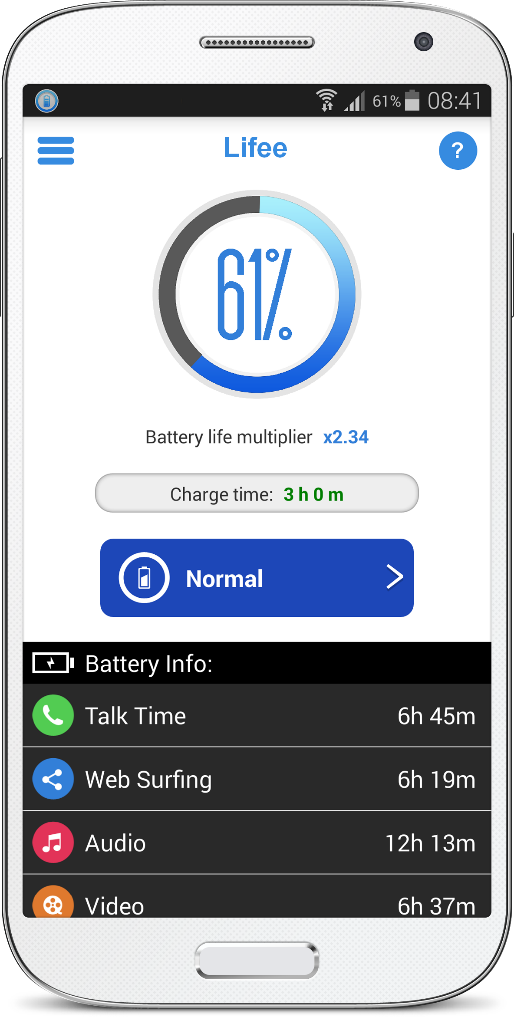 61% 08:41
Lifee ?
61%
Battery life multiplier x2.34
Charge time: 3 h 0 m
Normal
Battery Info:
Talk Time 6h 45m
Web Surfing 6h 19m
Audio 12h 13m
Video 6h 37m